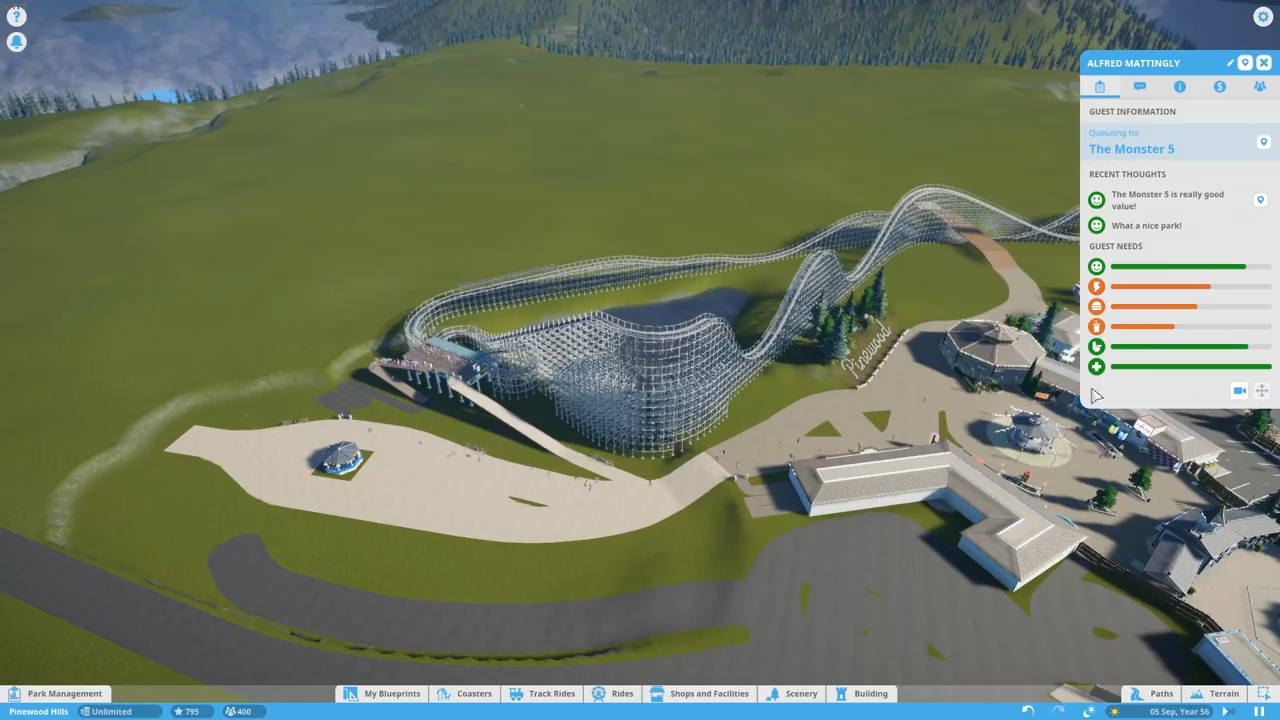 ?
ALFRED MATTINGLY
GUEST INFORMATION
Queueing for
The Monster 5
RECENT THOUGHTS
The Monster 5 is really good
value!
What a nice park!
GUEST NEEDS
Pinewood
Park Management
My Blueprints
Coasters
Track Rides
Rides
Shops and Facilities
Scenery
Building
Paths
Terrain
Pinewood Hills
Unlimited
795
400
05 Sep, Year 56